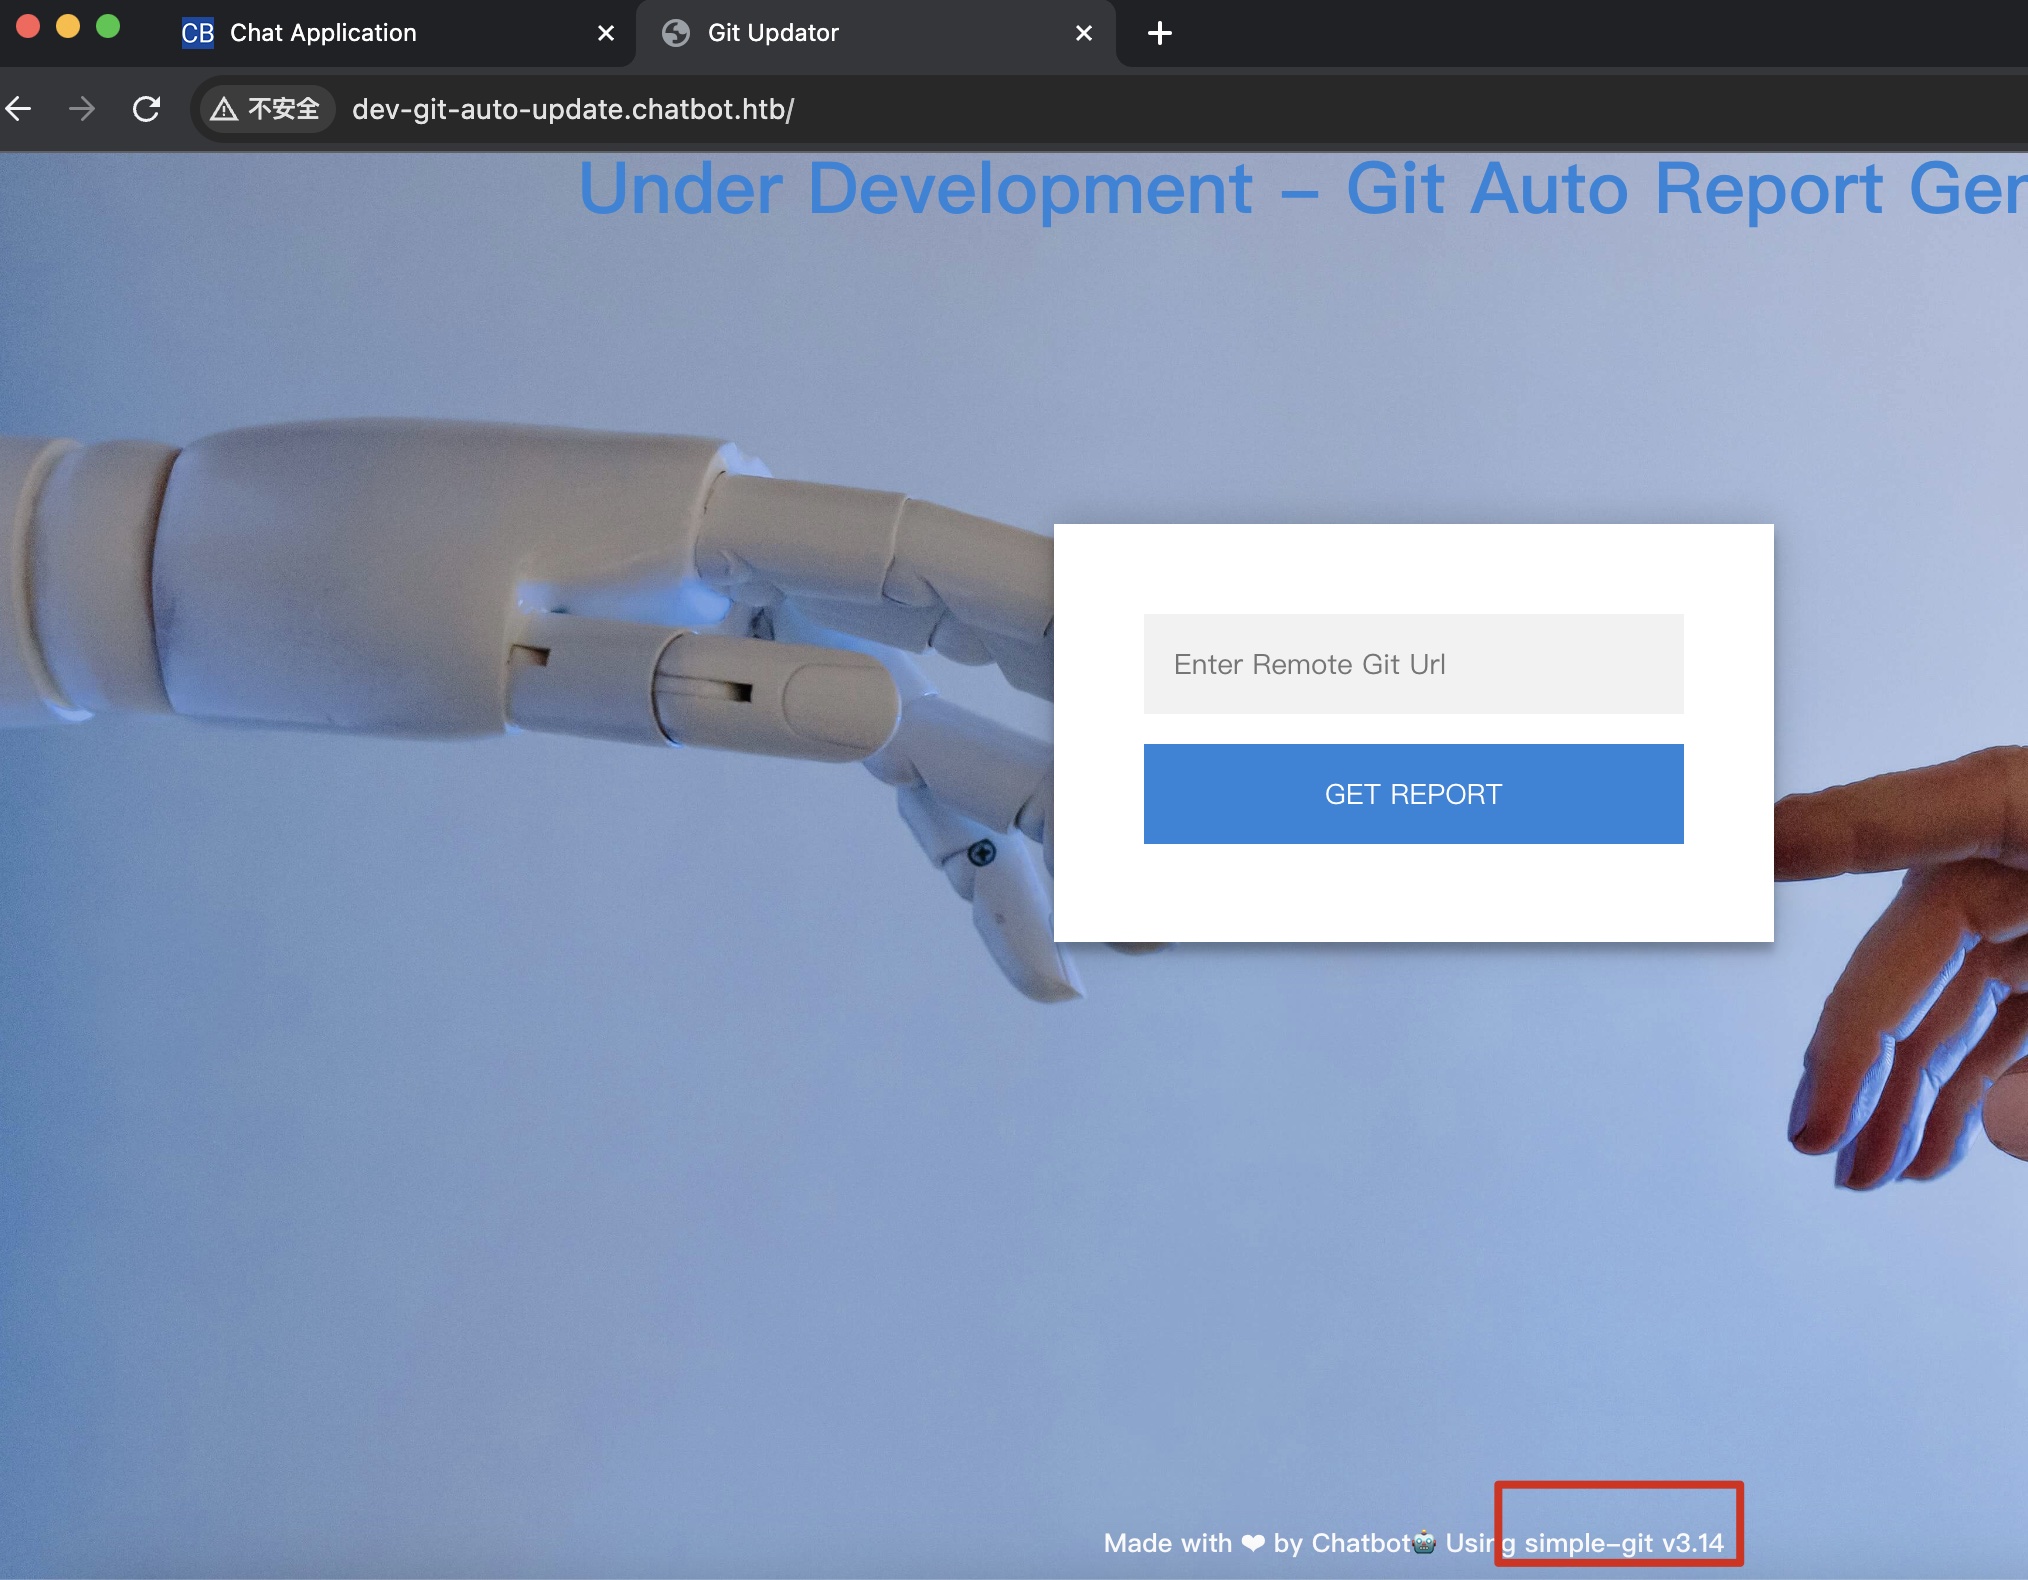 CB Chat Application
Git Updator
不安全 dev-git-auto-update.chatbot.htb/
Under Development - Git Auto Report Ger
Enter Remote Git Url
GET REPORT
Made with ❤ by Chatbot🤖 Using simple-git v3.14